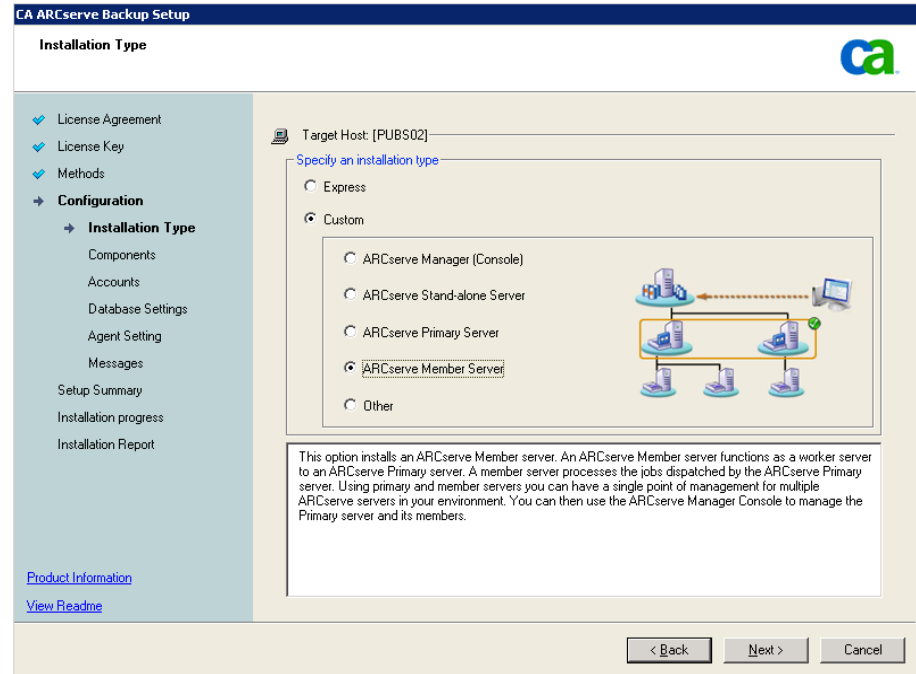 CA ARCserve Backup Setup
Installation Type
ca
License Agreement
License Key
Methods
Configuration
Installation Type
Components
Accounts
Database Settings
Agent Setting
Messages
Setup Summary
Installation progress
Installation Report
Product Information
View Readme
Target Host: [PUBS02]
Specify an installation type
Express
Custom
ARCserve Manager (Console)
ARCserve Stand-alone Server
ARCserve Primary Server
ARCserve Member Server
Other
This option installs an ARCserve Member server. An ARCserve Member server functions as a worker server
to an ARCserve Primary server. A member server processes the jobs dispatched by the ARCserve Primary
server. Using primary and member servers you can have a single point of management for multiple
ARCserve servers in your environment. You can then use the ARCserve Manager Console to manage the
Primary server and its members.
< Back
Next >
Cancel